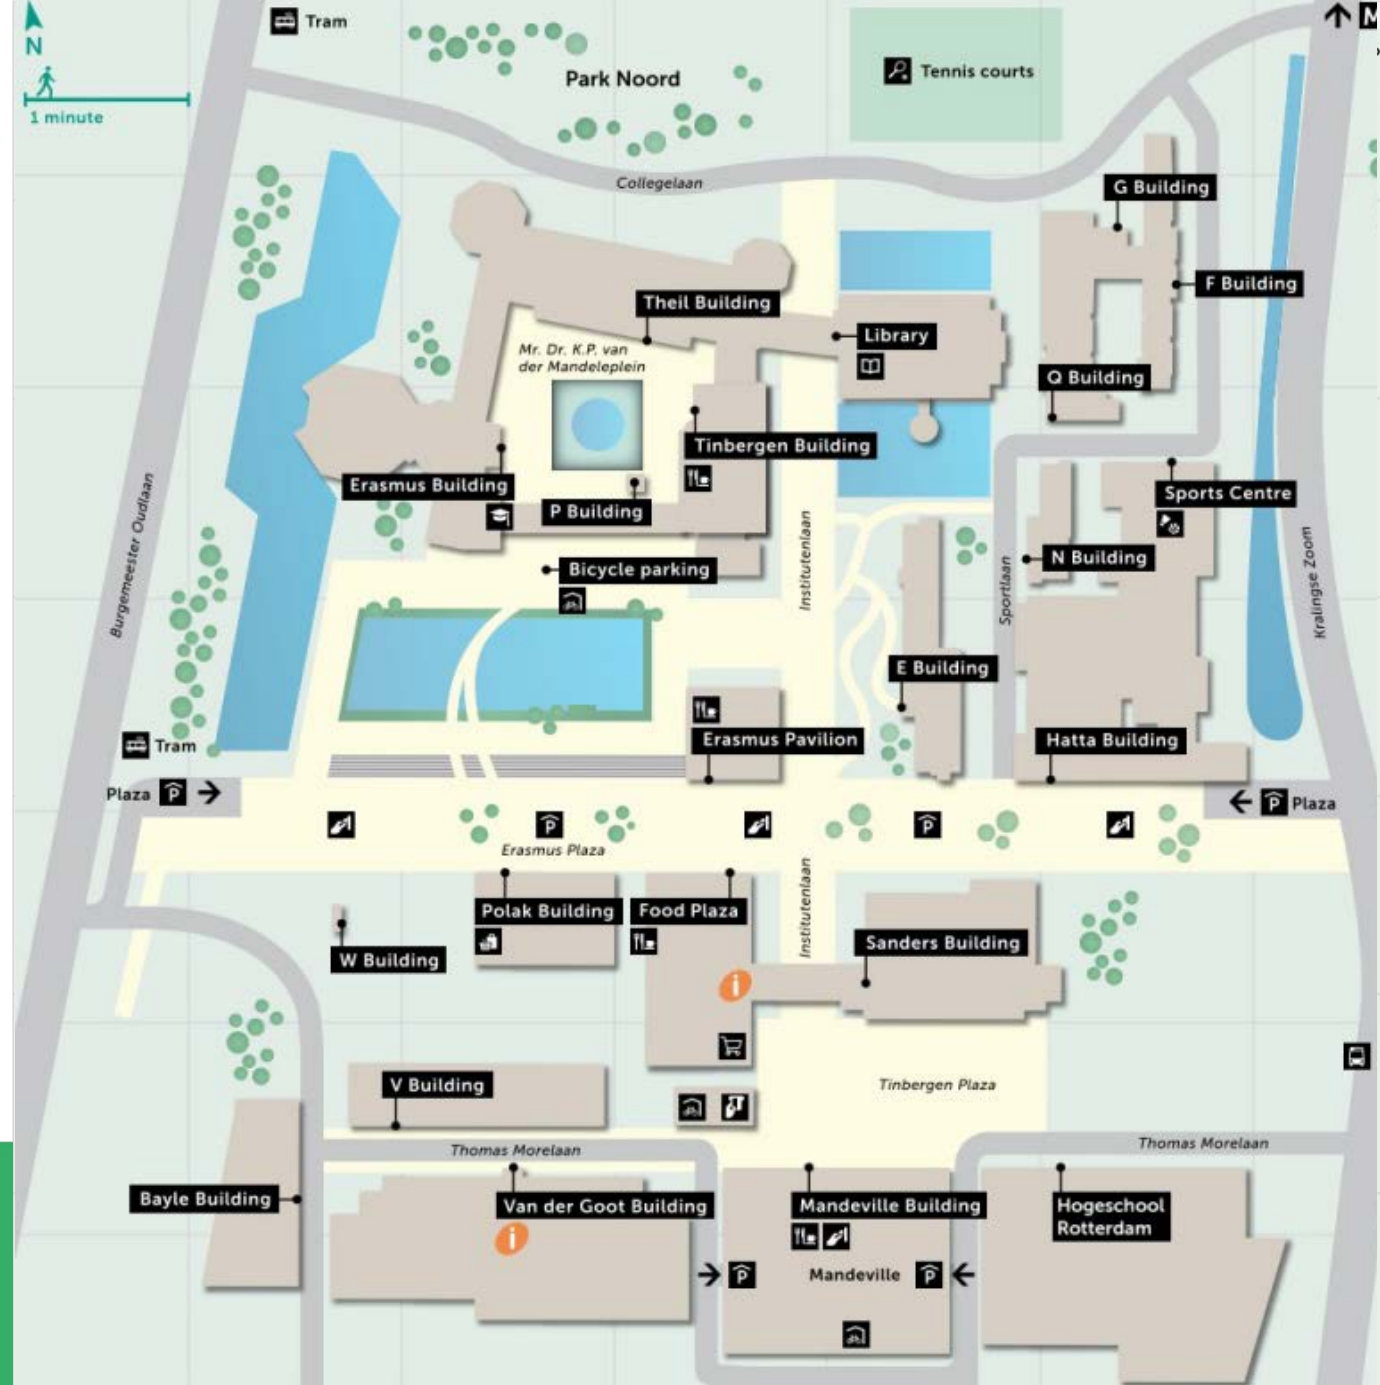 Tram
M
N
Park Noord
Tennis courts
1 minute
Collegelaan
G Building
F Building
Theil Building
Library
Mr. Dr. K.P. van
der Mandeleplein
Q Building
Tinbergen Building
Erasmus Building
P Building
Sports Centre
Burgemeester Oudlaan
Institutenlaan
Sportlaan
Kralingse Zoom
N Building
Bicycle parking
E Building
Erasmus Pavilion
Hatta Building
Tram
Plaza P
P Plaza
P
P
Erasmus Plaza
Institutenlaan
Polak Building
Food Plaza
Sanders Building
W Building
i
V Building
Tinbergen Plaza
Thomas Morelaan
Thomas Morelaan
Bayle Building
Van der Goot Building
Mandeville Building
Hogeschool
Rotterdam
i
P
Mandeville P